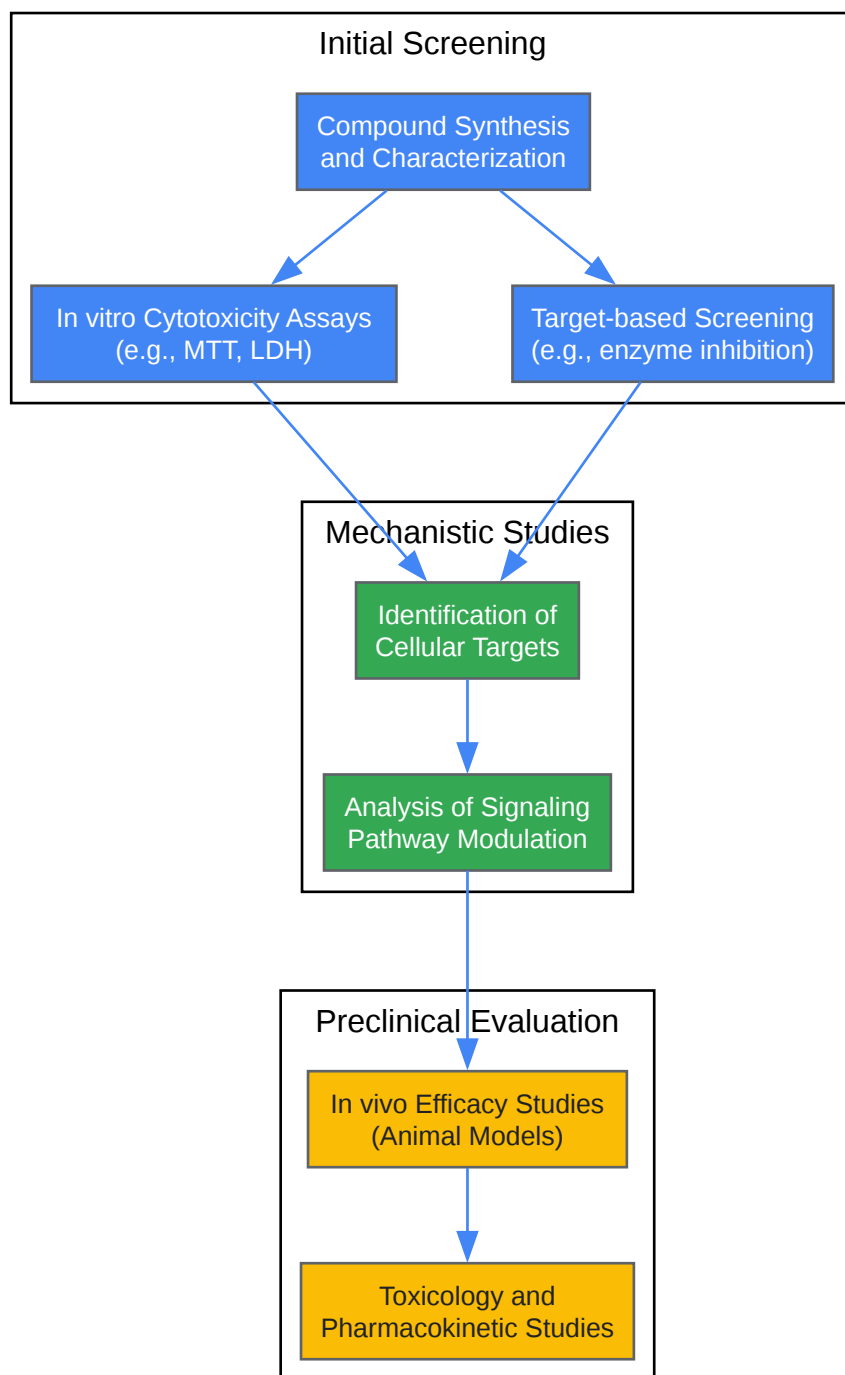 Initial Screening
Compound Synthesis
and Characterization
In vitro Cytotoxicity Assays
(e.g., MTT, LDH)
Target-based Screening
(e.g., enzyme inhibition)
Mechanistic Studies
Identification of
Cellular Targets
Analysis of Signaling
Pathway Modulation
Preclinical Evaluation
In vivo Efficacy Studies
(Animal Models)
Toxicology and
Pharmacokinetic Studies